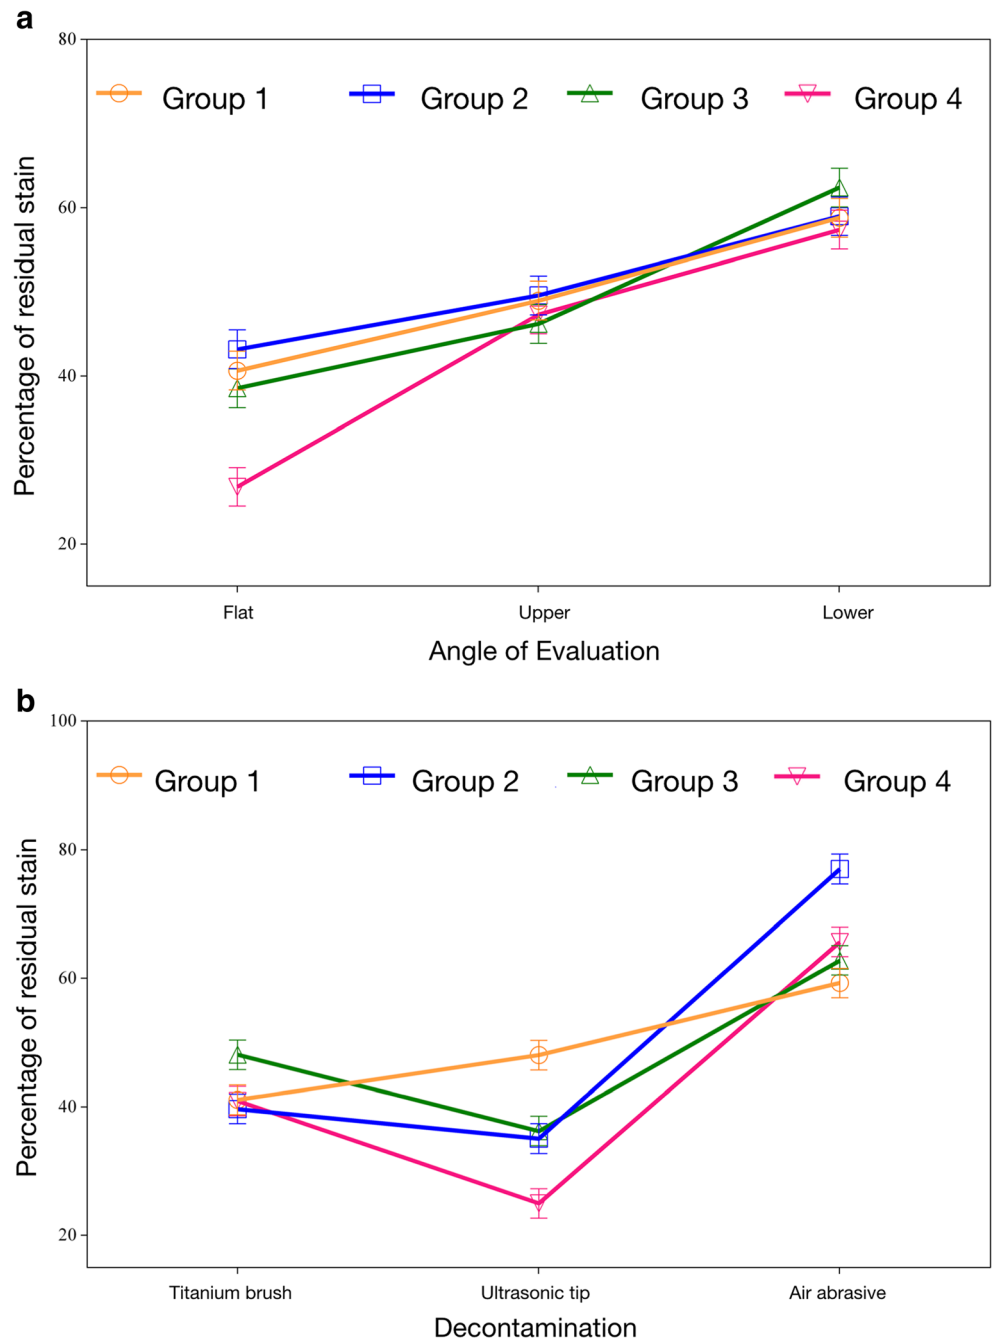 a
80
Group 1 Group 2 Group 3 Group 4
60
40
20
Percentage of residual stain
Flat Upper Lower
Angle of Evaluation
b
100
Group 1 Group 2 Group 3 Group 4
80
60
40
20
Percentage of residual stain
Titanium brush Ultrasonic tip Air abrasive
Decontamination